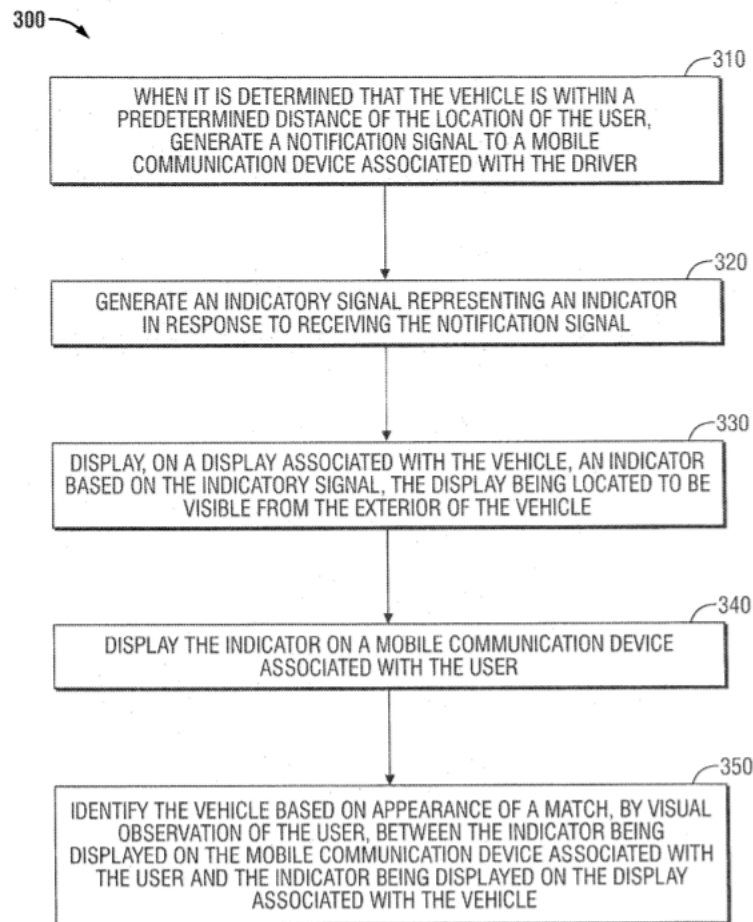 300
310
WHEN IT IS DETERMINED THAT THE VEHICLE IS WITHIN A
PREDETERMINED DISTANCE OF THE LOCATION OF THE USER,
GENERATE A NOTIFICATION SIGNAL TO A MOBILE
COMMUNICATION DEVICE ASSOCIATED WITH THE DRIVER
320
GENERATE AN INDICATORY SIGNAL REPRESENTING AN INDICATOR
IN RESPONSE TO RECEIVING THE NOTIFICATION SIGNAL
330
DISPLAY, ON A DISPLAY ASSOCIATED WITH THE VEHICLE, AN INDICATOR
BASED ON THE INDICATORY SIGNAL, THE DISPLAY BEING LOCATED TO BE
VISIBLE FROM THE EXTERIOR OF THE VEHICLE
340
DISPLAY THE INDICATOR ON A MOBILE COMMUNICATION DEVICE
ASSOCIATED WITH THE USER
350
IDENTIFY THE VEHICLE BASED ON APPEARANCE OF A MATCH, BY VISUAL
OBSERVATION OF THE USER, BETWEEN THE INDICATOR BEING
DISPLAYED ON THE MOBILE COMMUNICATION DEVICE ASSOCIATED WITH
THE USER AND THE INDICATOR BEING DISPLAYED ON THE DISPLAY
ASSOCIATED WITH THE VEHICLE